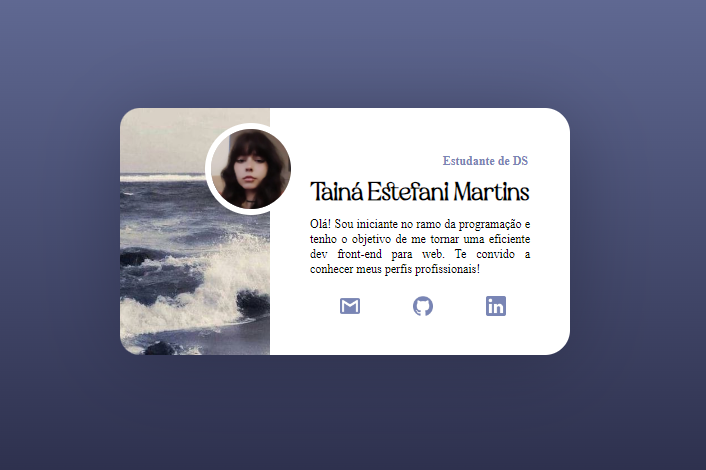 Estudante de DS
Tainá Estefani Martins
Olá! Sou iniciante no ramo da programação e
tenho o objetivo de me tornar uma eficiente
dev front-end para web. Te convido a
conhecer meus perfis profissionais!